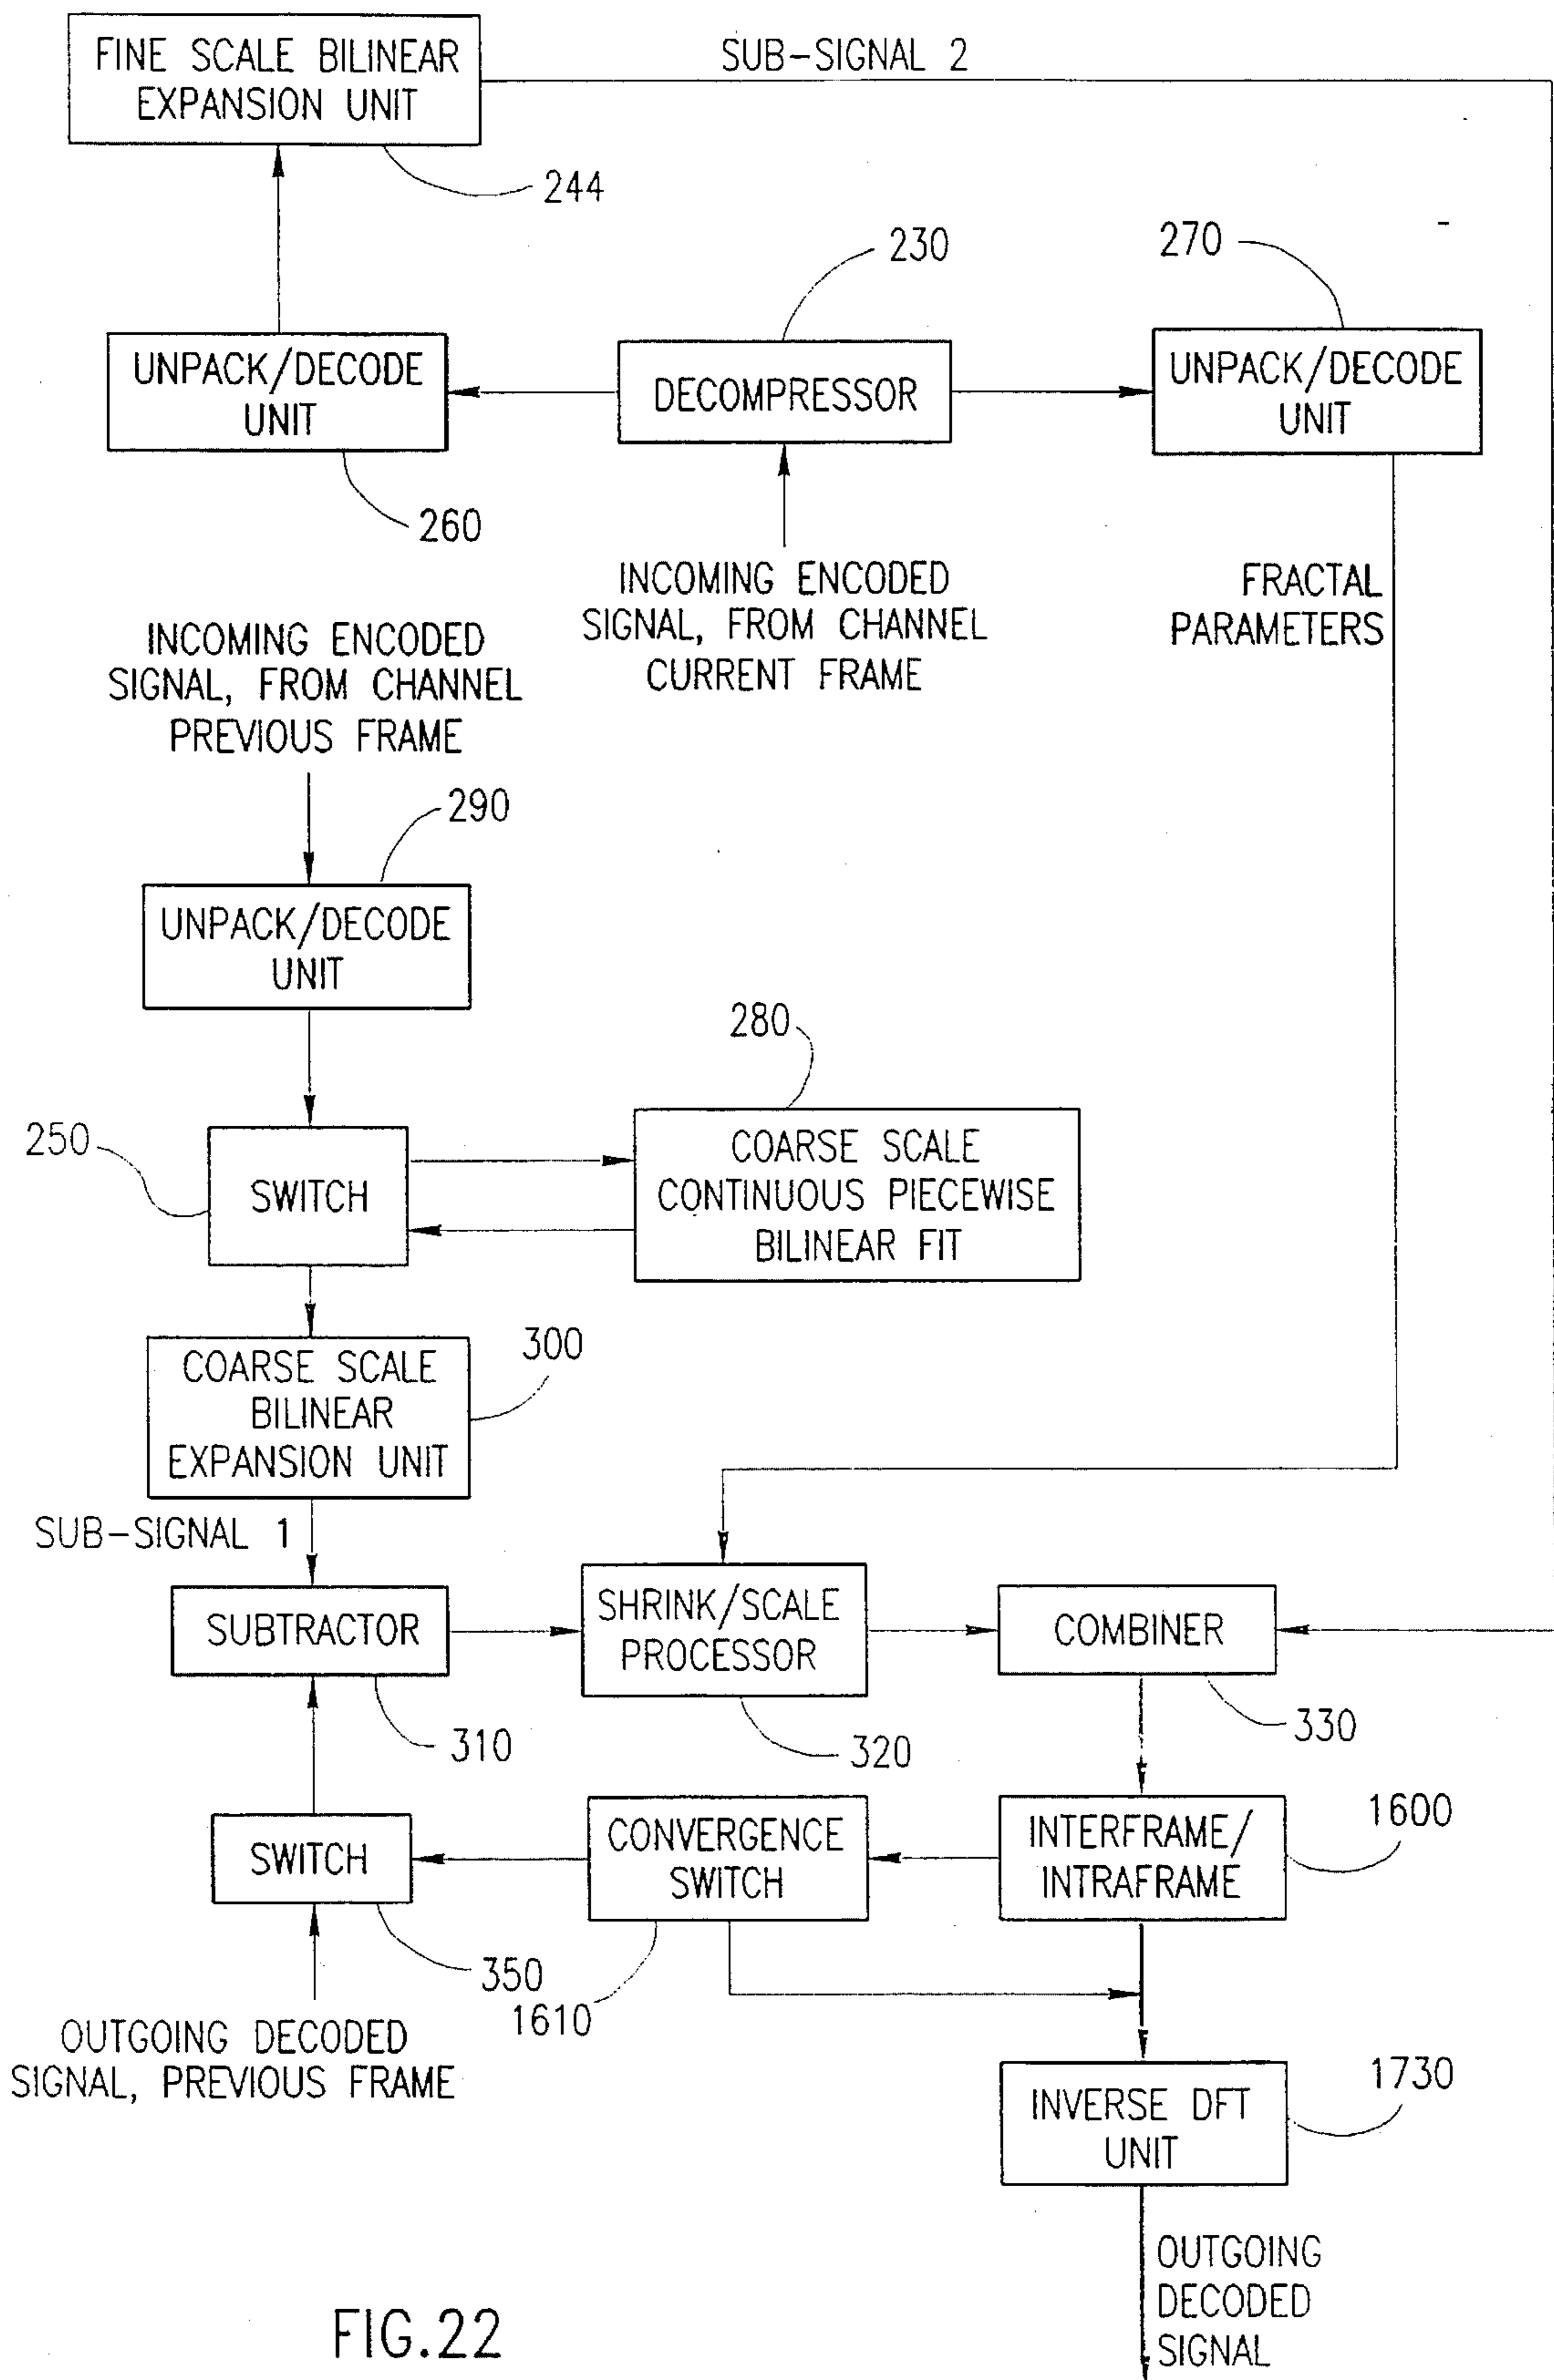 FINE SCALE BILINEAR
EXPANSION UNIT
SUB-SIGNAL 2
244
230
270
UNPACK/DECODE
UNIT
DECOMPRESSOR
UNPACK/DECODE
UNIT
260
INCOMING ENCODED
SIGNAL, FROM CHANNEL
CURRENT FRAME
FRACTAL
PARAMETERS
INCOMING ENCODED
SIGNAL, FROM CHANNEL
PREVIOUS FRAME
290
UNPACK/DECODE
UNIT
280
250
SWITCH
COARSE SCALE
CONTINUOUS PIECEWISE
BILINEAR FIT
300
COARSE SCALE
BILINEAR
EXPANSION UNIT
SUB-SIGNAL 1
SUBTRACTOR
SHRINK/SCALE
PROCESSOR
COMBINER
310
320
330
SWITCH
CONVERGENCE
SWITCH
INTERFRAME/
INTRAFRAME
1600
350
1610
OUTGOING DECODED
SIGNAL, PREVIOUS FRAME
INVERSE DFT
UNIT
1730
OUTGOING
DECODED
SIGNAL
FIG.22